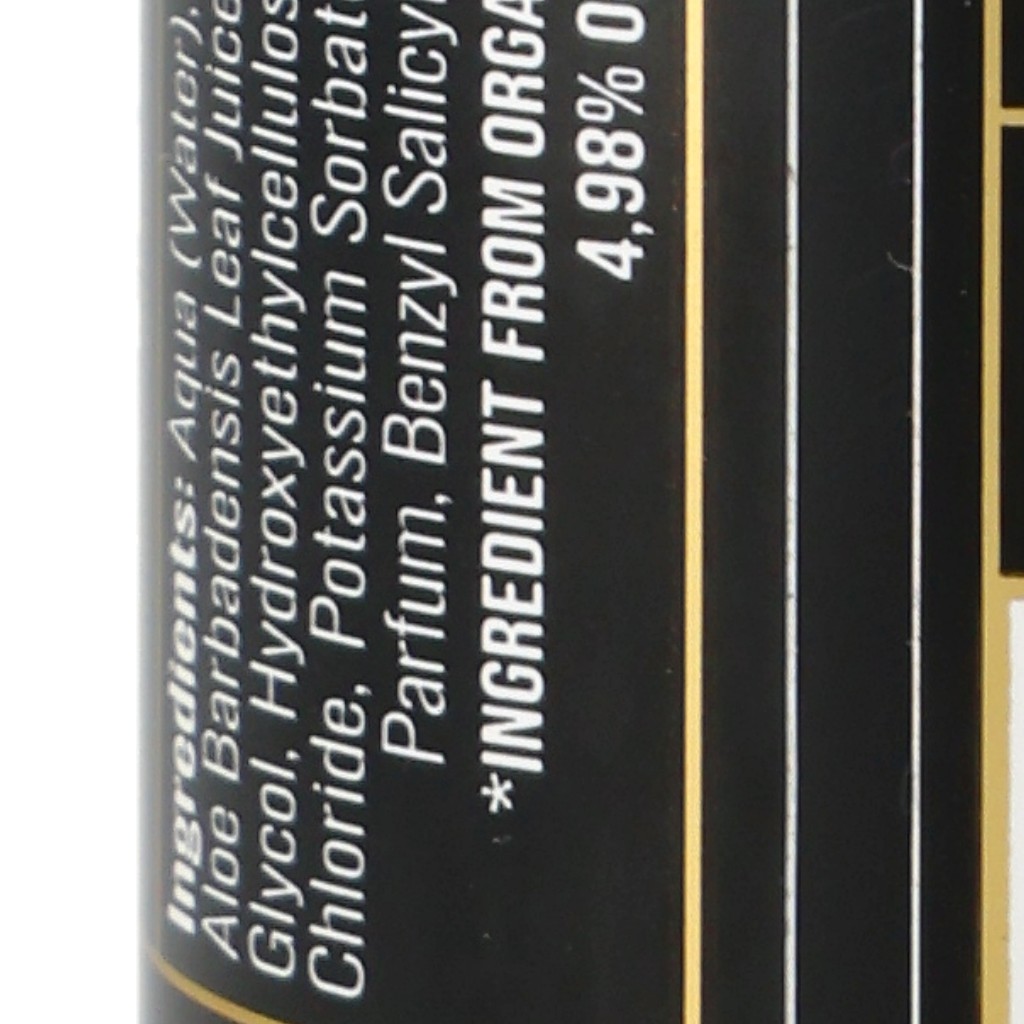 Ingredients: Aqua (Water),
Aloe Barbadensis Leaf Juice
Glycol, Hydroxyethylcellulos
Chloride, Potassium Sorbat
Parfum, Benzyl Salicy
*INGREDIENT FROM ORGA
4,98% O